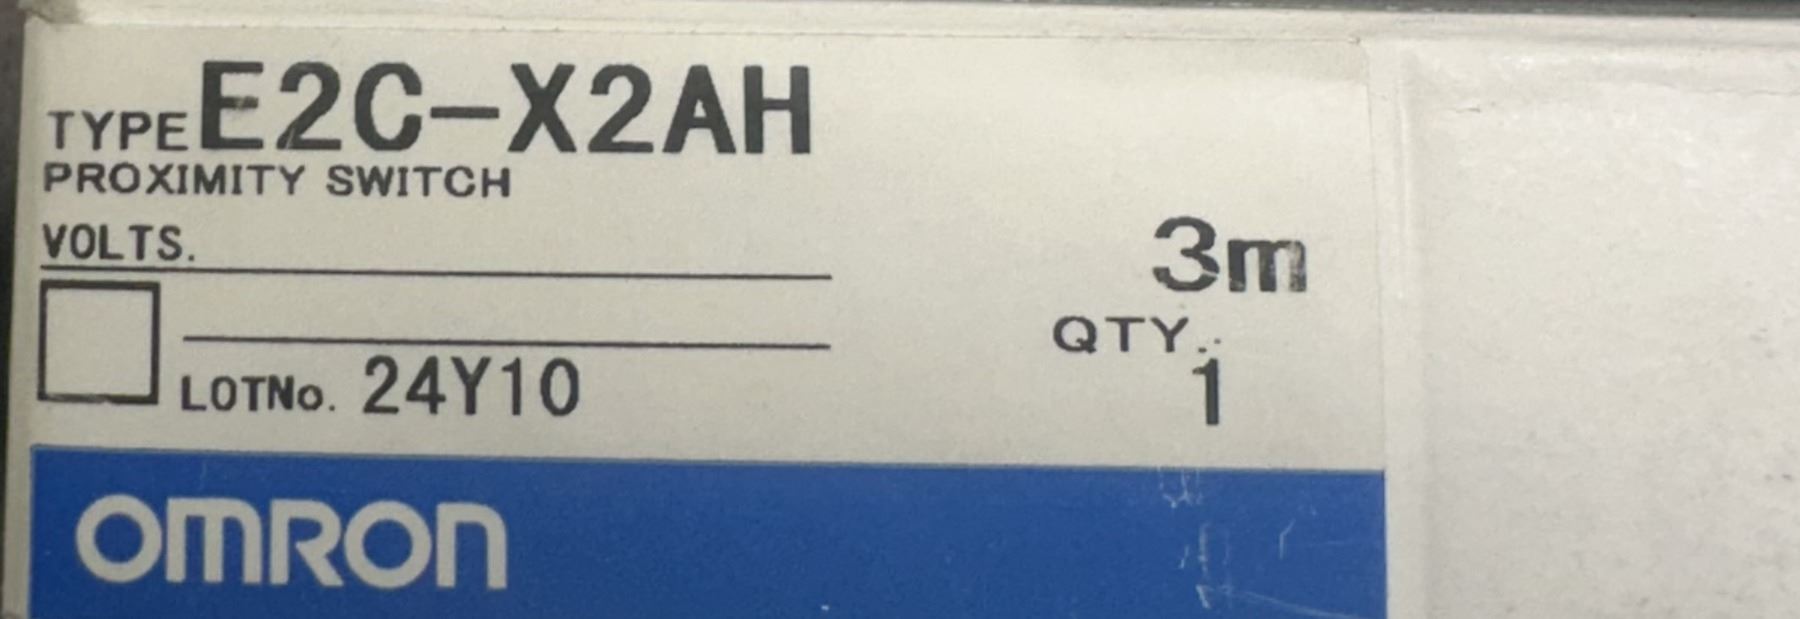 TYPE E2C-X2AH
PROXIMITY SWITCH
VOLTS.
3m
QTY.
LOTNo. 24Y10
1
OMRON